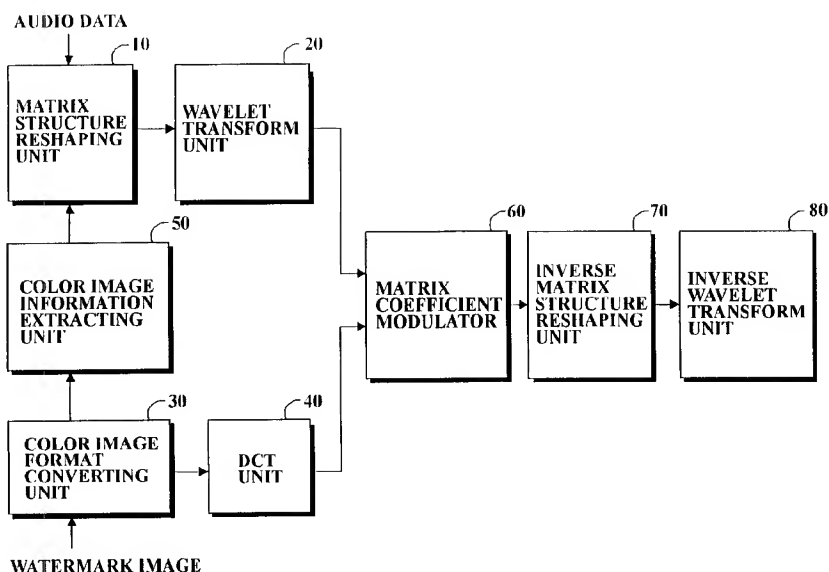 AUDIO DATA
10
MATRIX
STRUCTURE
RESHAPING
UNIT
20
WAVELET
TRANSFORM
UNIT
50
COLOR IMAGE
INFORMATION
EXTRACTING
UNIT
60
MATRIX
COEFFICIENT
MODULATOR
70
INVERSE
MATRIX
STRUCTURE
RESHAPING
UNIT
80
INVERSE
WAVELET
TRANSFORM
UNIT
30
COLOR IMAGE
FORMAT
CONVERTING
UNIT
40
DCT
UNIT
WATERMARK IMAGE